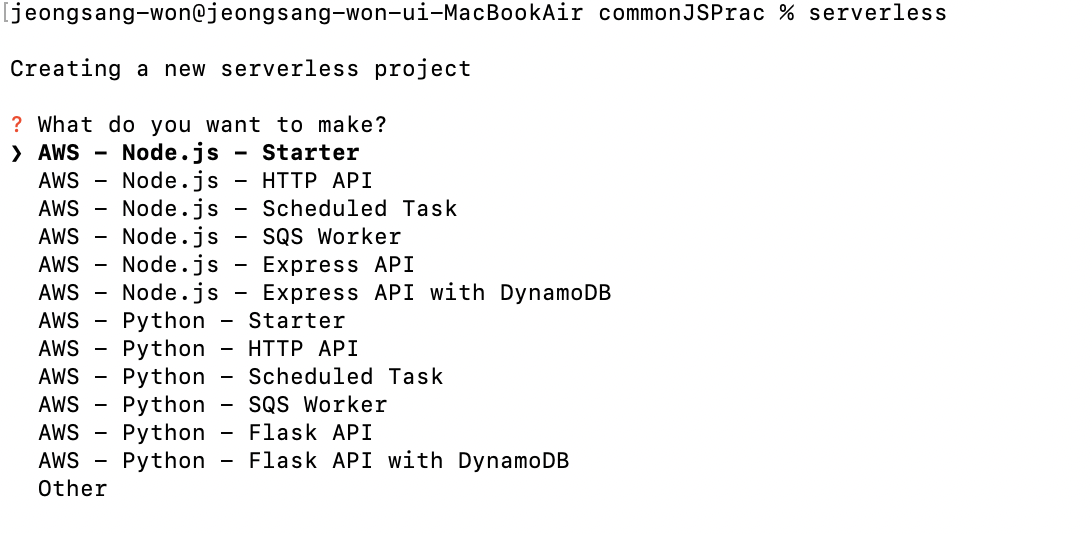 [jeongsang-won@jeongsang-won-ui-MacBookAir commonJSPrac % serverless
Creating a new serverless project
? What do you want to make?
❯ AWS - Node.js - Starter
AWS - Node.js - HTTP API
AWS - Node.js - Scheduled Task
AWS - Node.js - SQS Worker
AWS - Node.js - Express API
AWS - Node.js - Express API with DynamoDB
AWS - Python - Starter
AWS - Python - HTTP API
AWS - Python - Scheduled Task
AWS - Python - SQS Worker
AWS - Python - Flask API
AWS - Python - Flask API with DynamoDB
Other